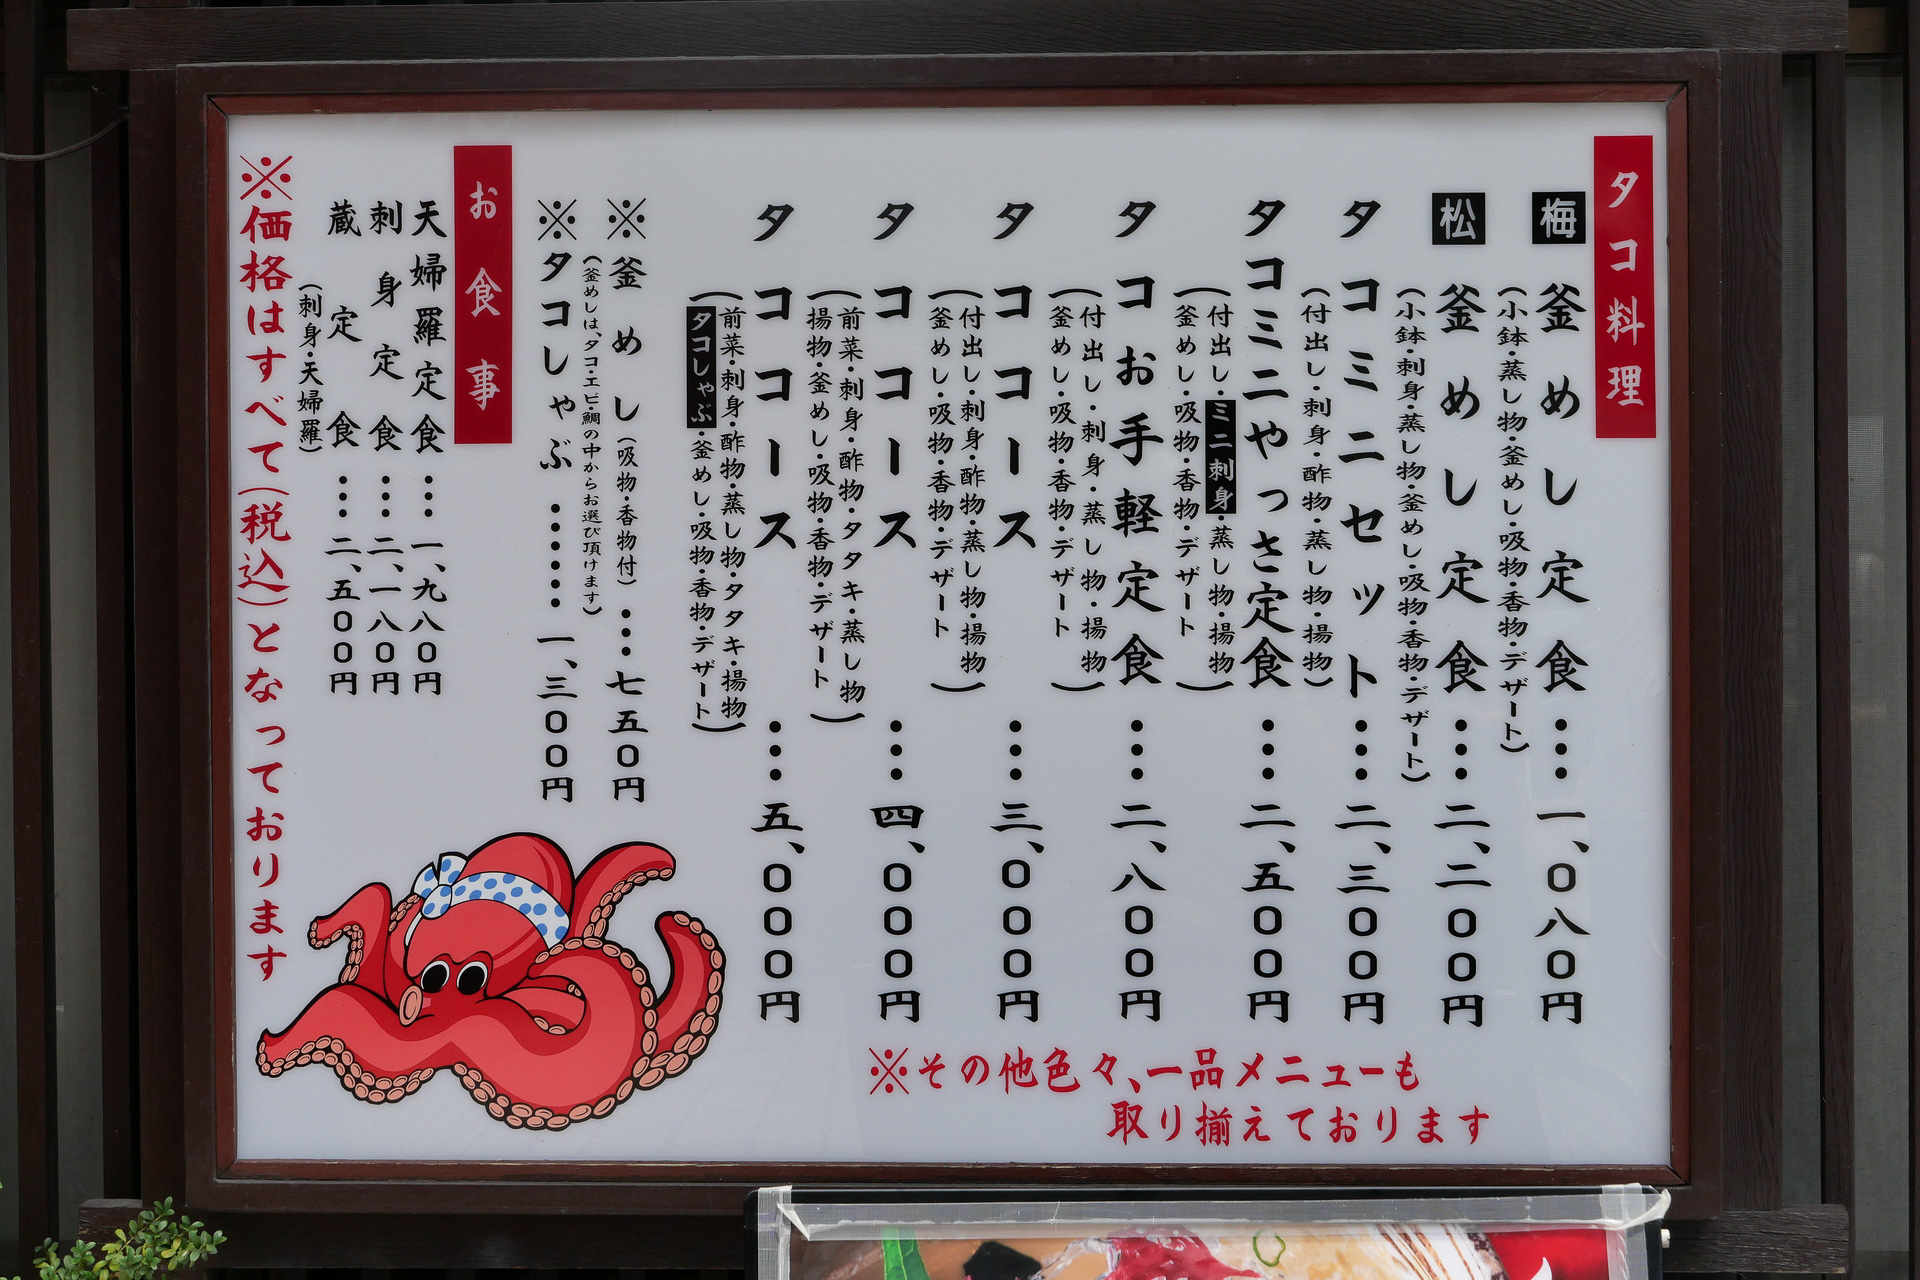 タコ料理
梅 釜めし定食…一、〇八〇円
(小鉢・蒸し物・釜めし・吸物・香物・デザート)
松 釜めし定食…二、二〇〇円
(小鉢・刺身・蒸し物・釜めし・吸物・香物・デザート)
タコミニセット…二、三〇〇円
(付出し・刺身・酢物・蒸し物・揚物)
タコミニやっさ定食…二、五〇〇円
(付出し・ミニ刺身・蒸し物・揚物
釜めし・吸物・香物・デザート)
タコお手軽定食…二、八〇〇円
(付出し・刺身・蒸し物・揚物
釜めし・吸物・香物・デザート)
タココース…三、〇〇〇円
(付出し・刺身・酢物・蒸し物・揚物
釜めし・吸物・香物・デザート)
タココース…四、〇〇〇円
(前菜・刺身・酢物・タタキ・蒸し物
揚物・釜めし・吸物・香物・デザート)
タココース…五、〇〇〇円
(前菜・刺身・酢物・蒸し物・タタキ・揚物
タコしゃぶ・釜めし・吸物・香物・デザート)
※釜めし(吸物・香物付)…七五〇円
(釜めしは、タコ・エビ・鯛の中からお選び頂けます)
※タコしゃぶ……一、三〇〇円
お食事
天婦羅定食…一、九八〇円
刺身定食…二、一八〇円
蔵定食…二、五〇〇円
(刺身・天婦羅)
※価格はすべて(税込)となっております
※その他色々、一品メニューも
取り揃えております